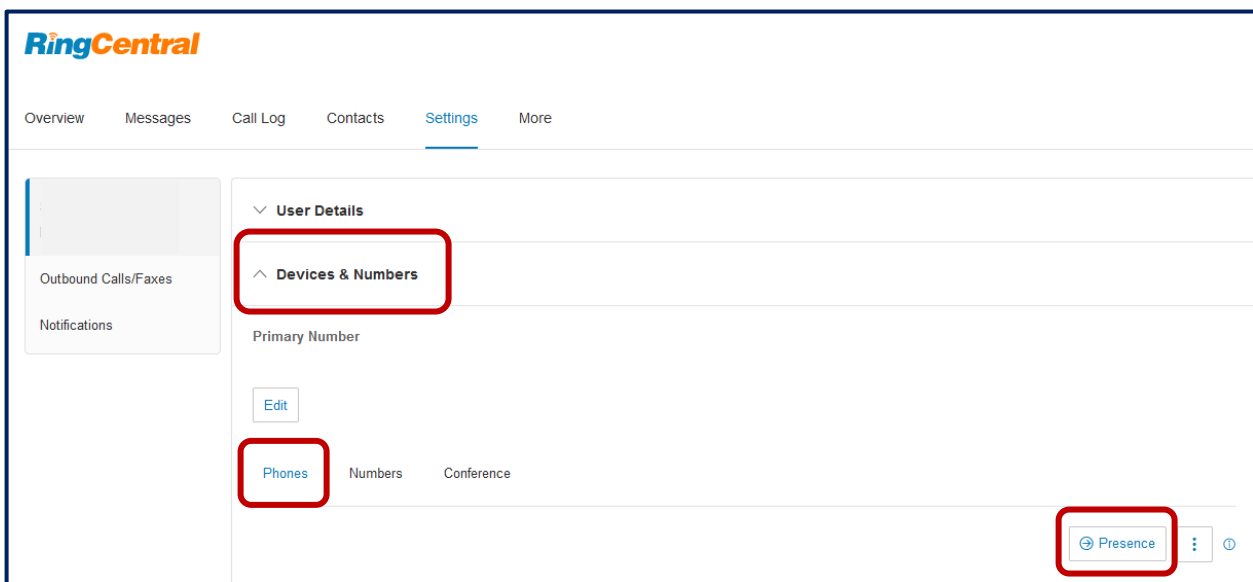 RingCentral
Overview Messages Call Log Contacts Settings More
User Details
Devices & Numbers
Outbound Calls/Faxes
Notifications
Primary Number
Edit
Phones Numbers Conference
Presence